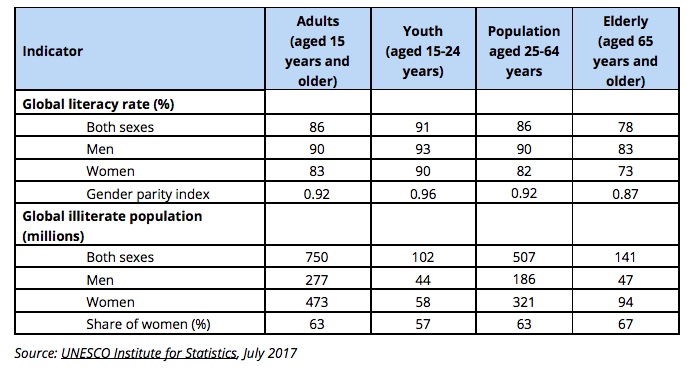 Indicator
Adults
(aged 15
years and
older)
Youth
(aged 15-24
years)
Population
aged 25-64
years
Elderly
(aged 65
years and
older)
Global literacy rate (%)
Both sexes 86 91 86 78
Men 90 93 90 83
Women 83 90 82 73
Gender parity index 0.92 0.96 0.92 0.87
Global illiterate population
(millions)
Both sexes 750 102 507 141
Men 277 44 186 47
Women 473 58 321 94
Share of women (%) 63 57 63 67
Source: UNESCO Institute for Statistics, July 2017